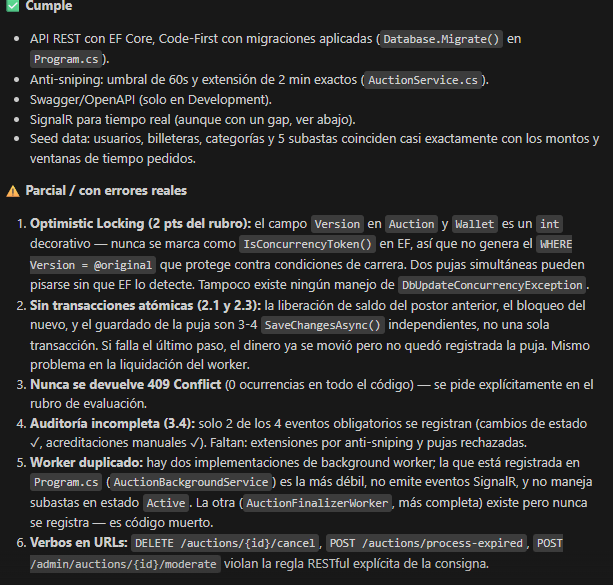 ✅ Cumple
• API REST con EF Core, Code-First con migraciones aplicadas (Database.Migrate() en
Program.cs).
• Anti-sniping: umbral de 60s y extensión de 2 min exactos (AuctionService.cs).
• Swagger/OpenAPI (solo en Development).
• SignalR para tiempo real (aunque con un gap, ver abajo).
• Seed data: usuarios, billeteras, categorías y 5 subastas coinciden casi exactamente con los montos y
ventanas de tiempo pedidos.
⚠️ Parcial / con errores reales
1. Optimistic Locking (2 pts del rubro): el campo Version en Auction y Wallet es un int
decorativo — nunca se marca como IsConcurrencyToken() en EF, así que no genera el WHERE
Version = @original que protege contra condiciones de carrera. Dos pujas simultáneas pueden
pisarse sin que EF lo detecte. Tampoco existe ningún manejo de
DbUpdateConcurrencyException.
2. Sin transacciones atómicas (2.1 y 2.3): la liberación de saldo del postor anterior, el bloqueo del
nuevo, y el guardado de la puja son 3-4 SaveChangesAsync() independientes, no una sola
transacción. Si falla el último paso, el dinero ya se movió pero no quedó registrada la puja. Mismo
problema en la liquidación del worker.
3. Nunca se devuelve 409 Conflict (0 ocurrencias en todo el código) — se pide explícitamente en el
rubro de evaluación.
4. Auditoría incompleta (3.4): solo 2 de los 4 eventos obligatorios se registran (cambios de estado
✓, acreditaciones manuales ✓). Faltan: extensiones por anti-sniping y pujas rechazadas.
5. Worker duplicado: hay dos implementaciones de background worker; la que está registrada en
Program.cs (AuctionBackgroundService) es la más débil, no emite eventos SignalR, y no maneja
subastas en estado Active. La otra (AuctionFinalizerWorker, más completa) existe pero nunca
se registra — es código muerto.
6. Verbos en URLs: DELETE /auctions/{id}/cancel, POST /auctions/process-expired, POST
/admin/auctions/{id}/moderate violan la regla RESTful explícita de la consigna.